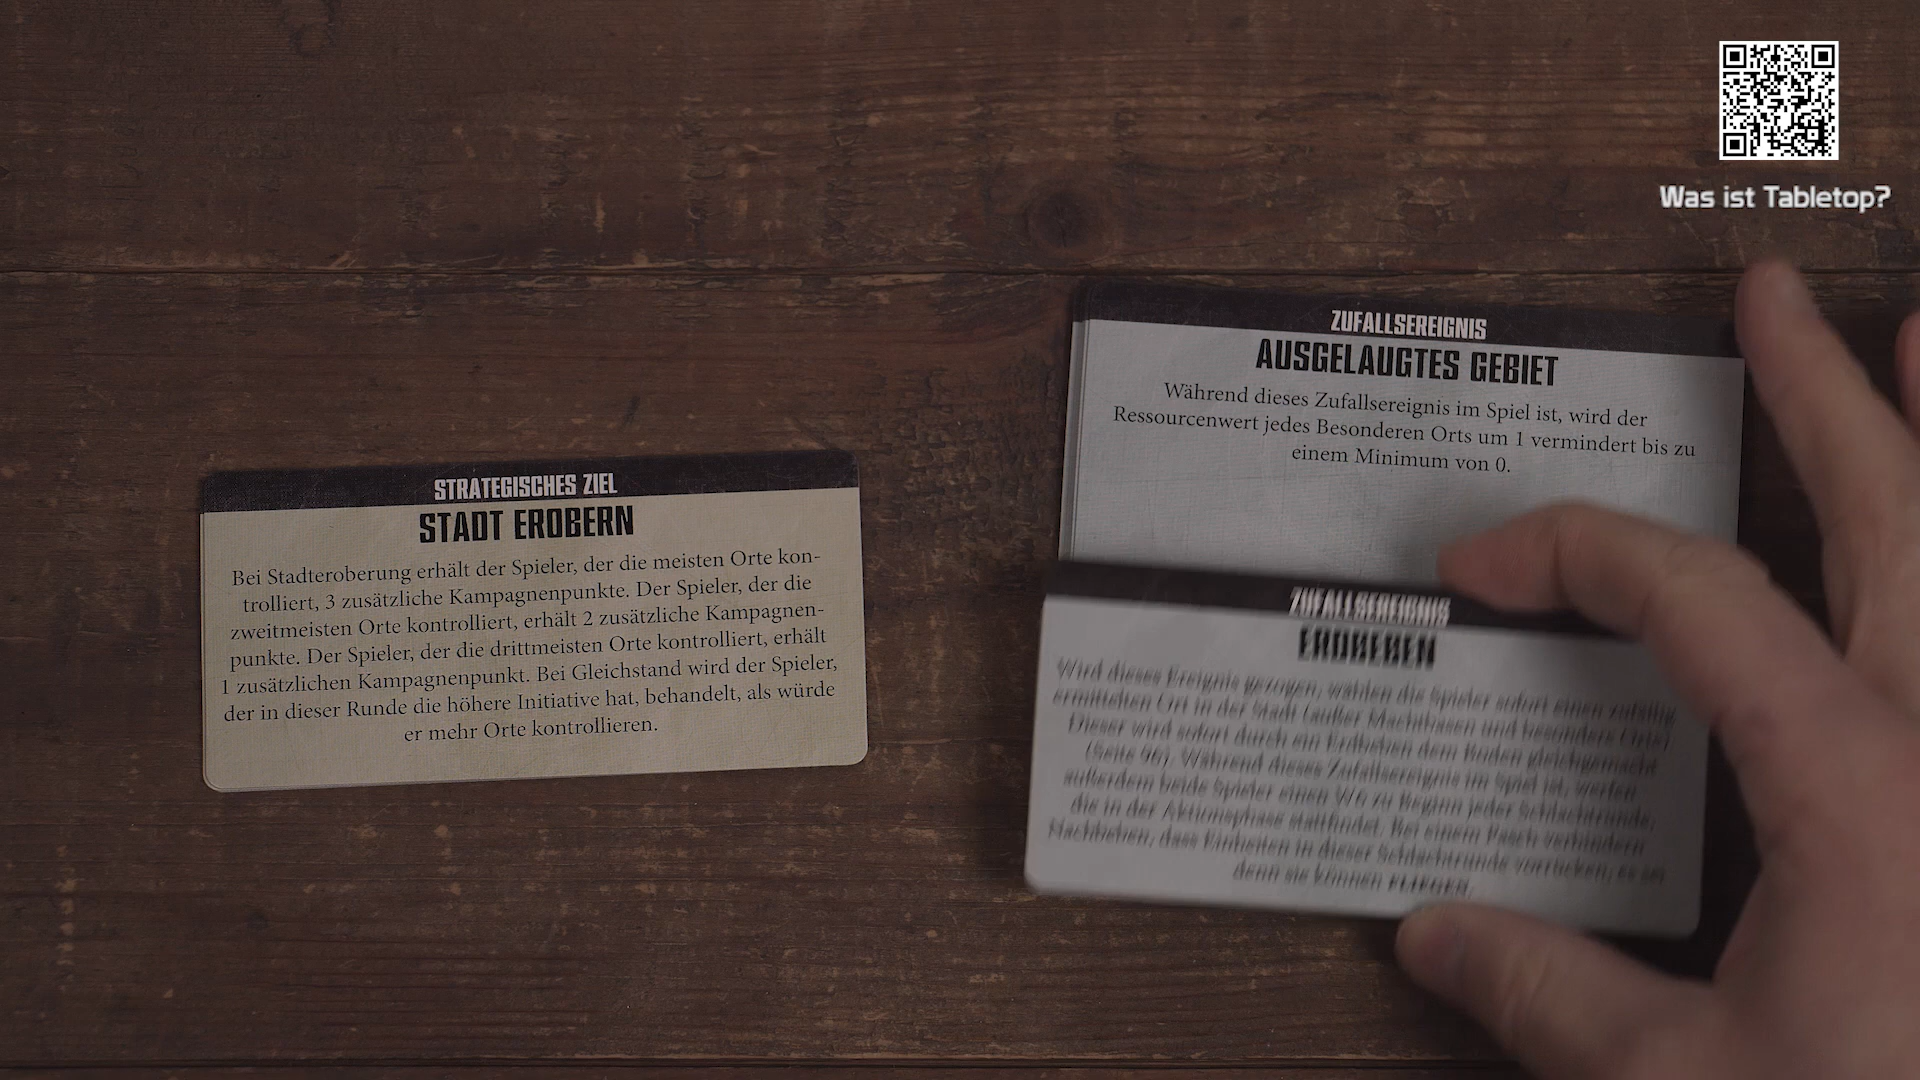 Was ist Tabletop?
STRATEGISCHES ZIEL
STADT EROBERN
Bei Stadteroberung erhält der Spieler, der die meisten Orte kon-
trolliert, 3 zusätzliche Kampagnenpunkte. Der Spieler, der die
zweitmeisten Orte kontrolliert, erhält 2 zusätzliche Kampagnen-
punkte. Der Spieler, der die drittmeisten Orte kontrolliert, erhält
1 zusätzlichen Kampagnenpunkt. Bei Gleichstand wird der Spieler,
der in dieser Runde die höhere Initiative hat, behandelt, als würde
er mehr Orte kontrollieren.
ZUFALLSEREIGNIS
AUSGELAUGTES GEBIET
Während dieses Zufallsereignis im Spiel ist, wird der
Ressourcenwert jedes Besonderen Orts um 1 vermindert bis zu
einem Minimum von 0.
ZUFALLSEREIGNIS
ERDBEBEN
Wird dieses Ereignis gezogen, wählen die Spieler sofort einen zufällig
ermittelten Ort in der Stadt (außer Machtbasen und besondere Orte).
Dieser wird sofort durch ein Erdbeben dem Boden gleichgemacht
(Seite 96). Während dieses Zufallsereignis im Spiel ist, werfen
außerdem beide Spieler einen W6 zu Beginn jeder Schlachtrunde,
die in der Aktionsphase stattfindet. Bei einem Pasch verhindern
Nachbeben, dass Einheiten in dieser Schlachtrunde vorrücken, es sei
denn sie können FLIEGEN.